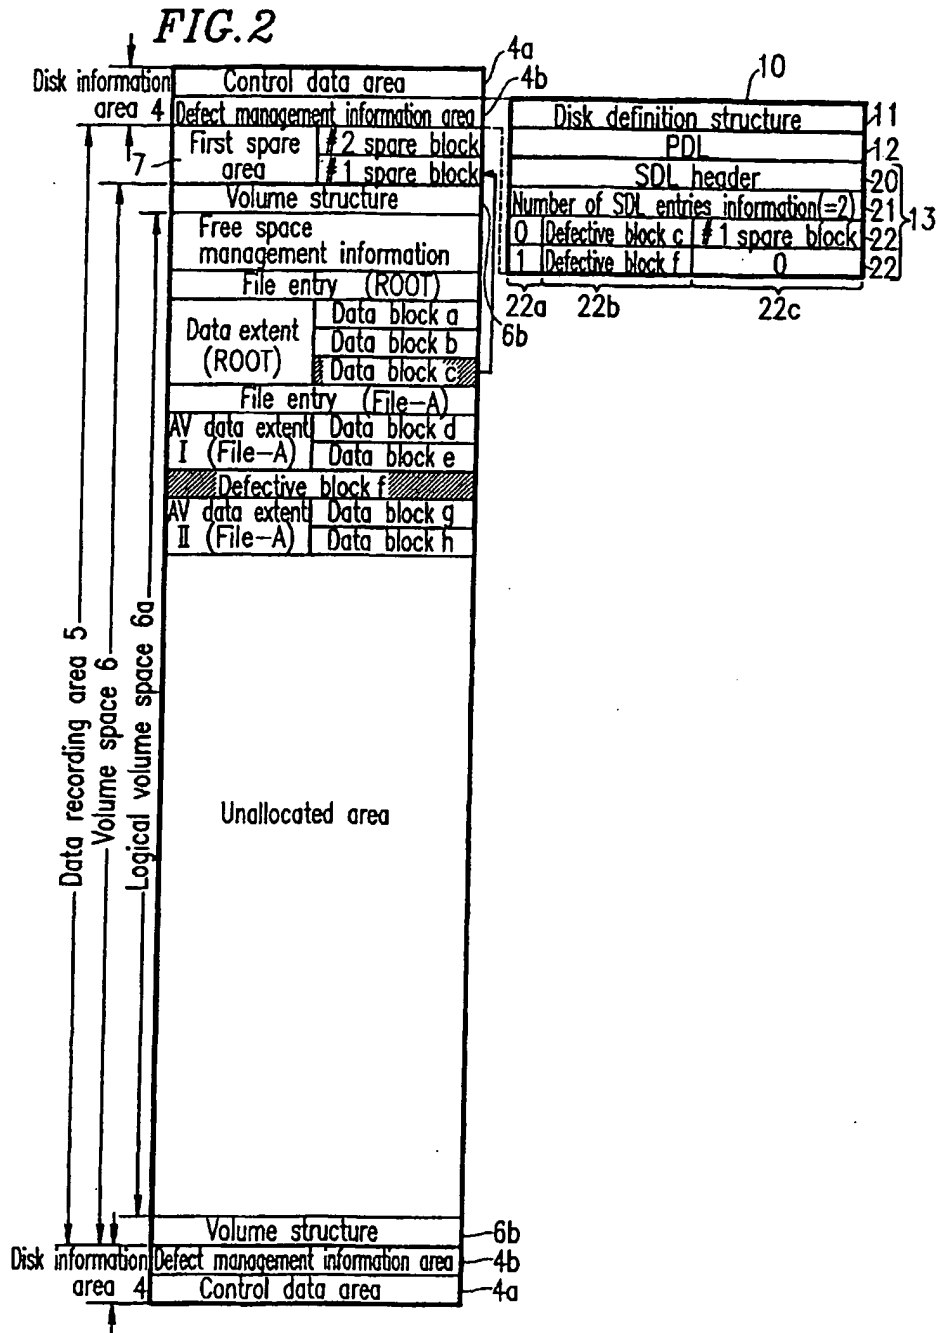 FIG.2
Disk information
area 4
Control data area
4a
Defect management information area
4b
7
First spare
area
#2 spare block
#1 spare block
Volume structure
Free space
management information
File entry (ROOT)
Data extent
(ROOT)
Data block a
Data block b
Data block c
6b
File entry (File-A)
AV data extent
I (File-A)
Data block d
Data block e
Defective block f
AV data extent
II (File-A)
Data block g
Data block h
Unallocated area
Data recording area 5
Volume space 6
Logical volume space 6a
Volume structure
6b
Disk information
area 4
Defect management information area
4b
Control data area
4a
10
Disk definition structure
11
PDL
12
SDL header
20
Number of SDL entries information(=2)
21
0 Defective block c #1 spare block
22
1 Defective block f 0
22
13
22a
22b
22c